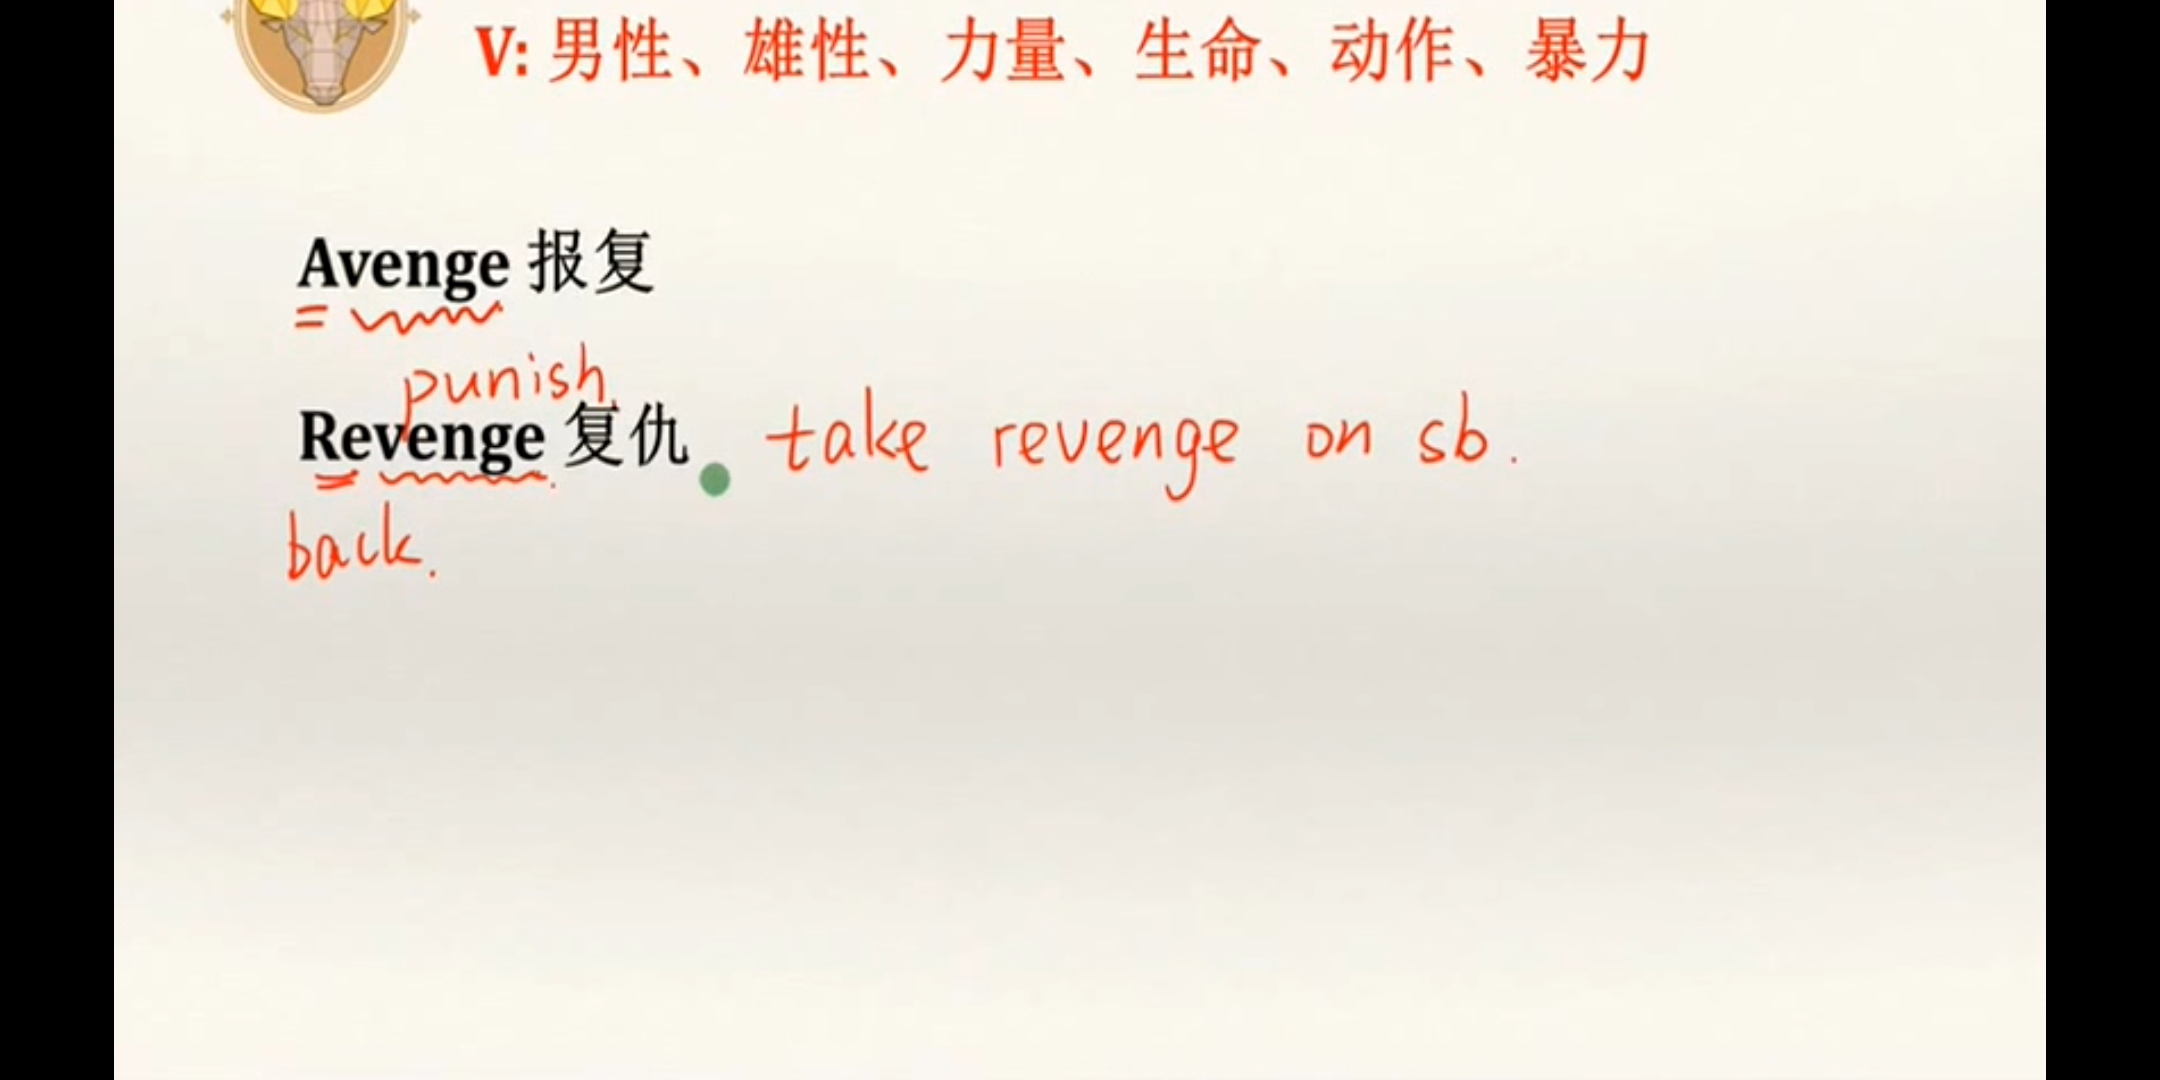 V: 男性、雄性、力量、生命、动作、暴力
Avenge 报复
punish
Revenge 复仇 take revenge on sb.
back.